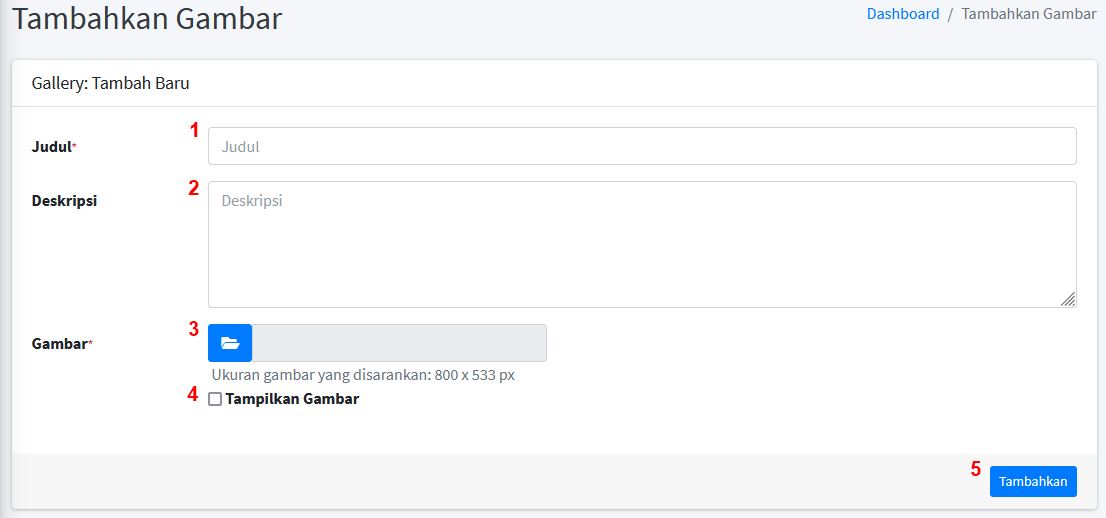 Tambahkan Gambar
Dashboard / Tambahkan Gambar
Gallery: Tambah Baru
1
Judul*
Judul
2
Deskripsi
Deskripsi
3
Gambar*
Ukuran gambar yang disarankan: 800 x 533 px
4
Tampilkan Gambar
5
Tambahkan